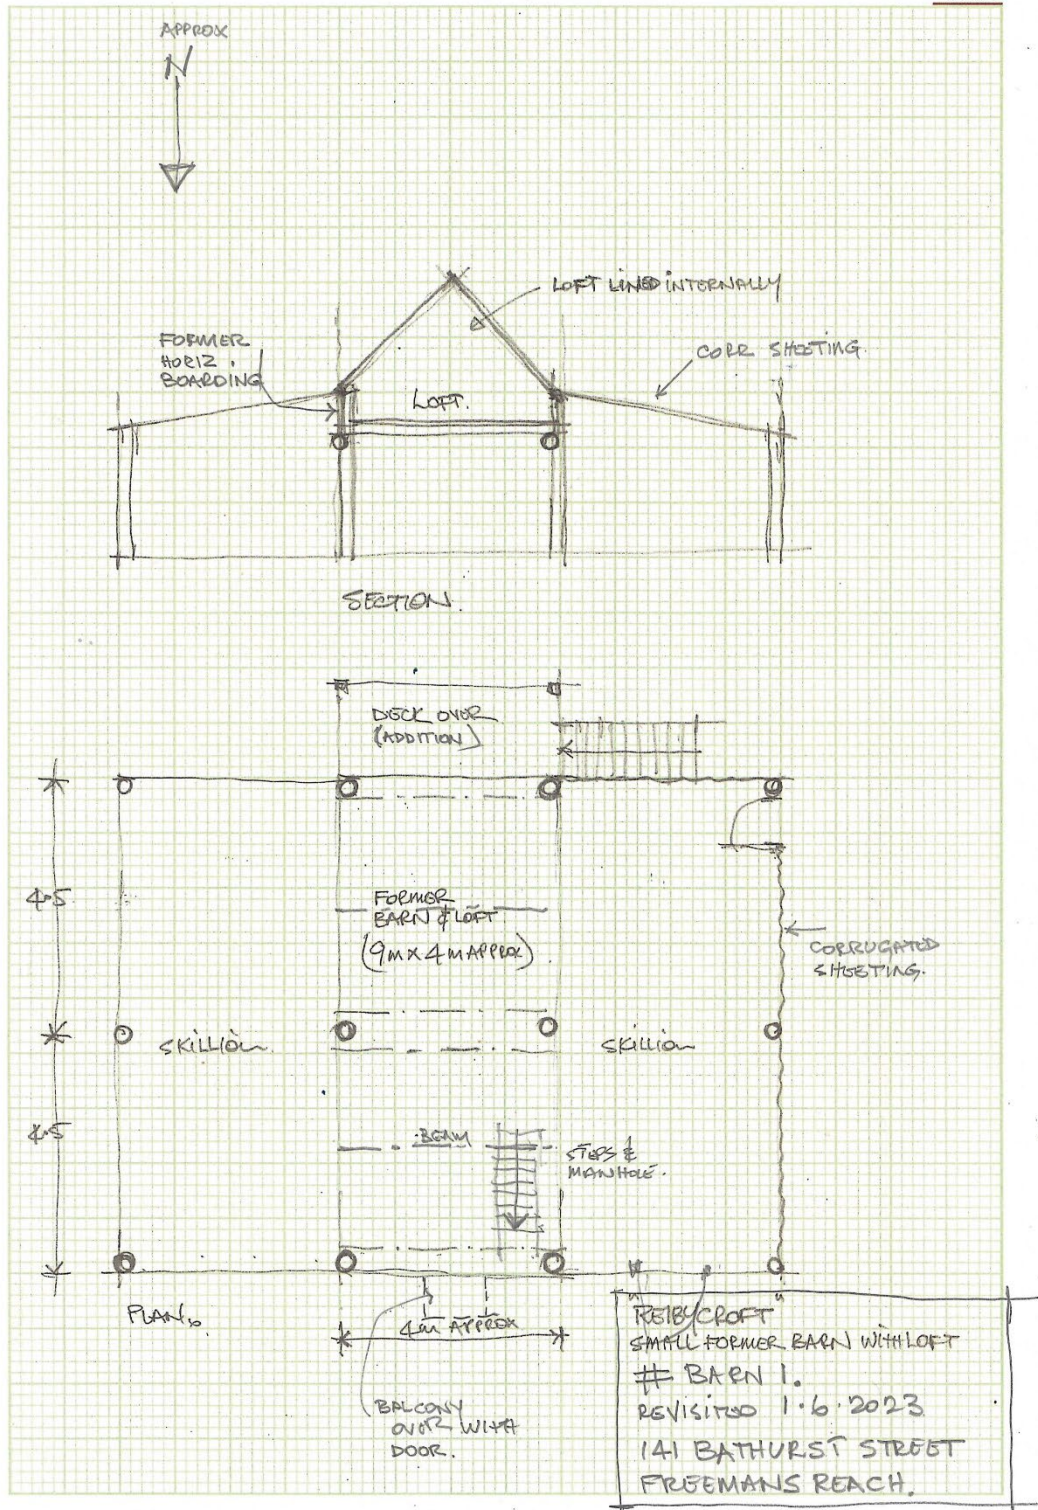 APPROX
N
LOFT LINED INTERNALLY
FORMER
HORIZ.
BOARDING
CORR SHEETING.
LOFT.
SECTION.
DECK OVER
(ADDITION)
4.5
FORMER
BARN & LOFT
(9m x 4m APPROX)
CORRUGATED
SHEETING.
SKILLION
SKILLION
4.5
BEAM
STEPS &
MANHOLE.
PLAN.
4m APPROX
BALCONY
OVER WITH
DOOR.
REIBYCROFT
SMALL FORMER BARN WITH LOFT
# BARN 1.
REVISITED 1.6.2023
141 BATHURST STREET
FREEMANS REACH.